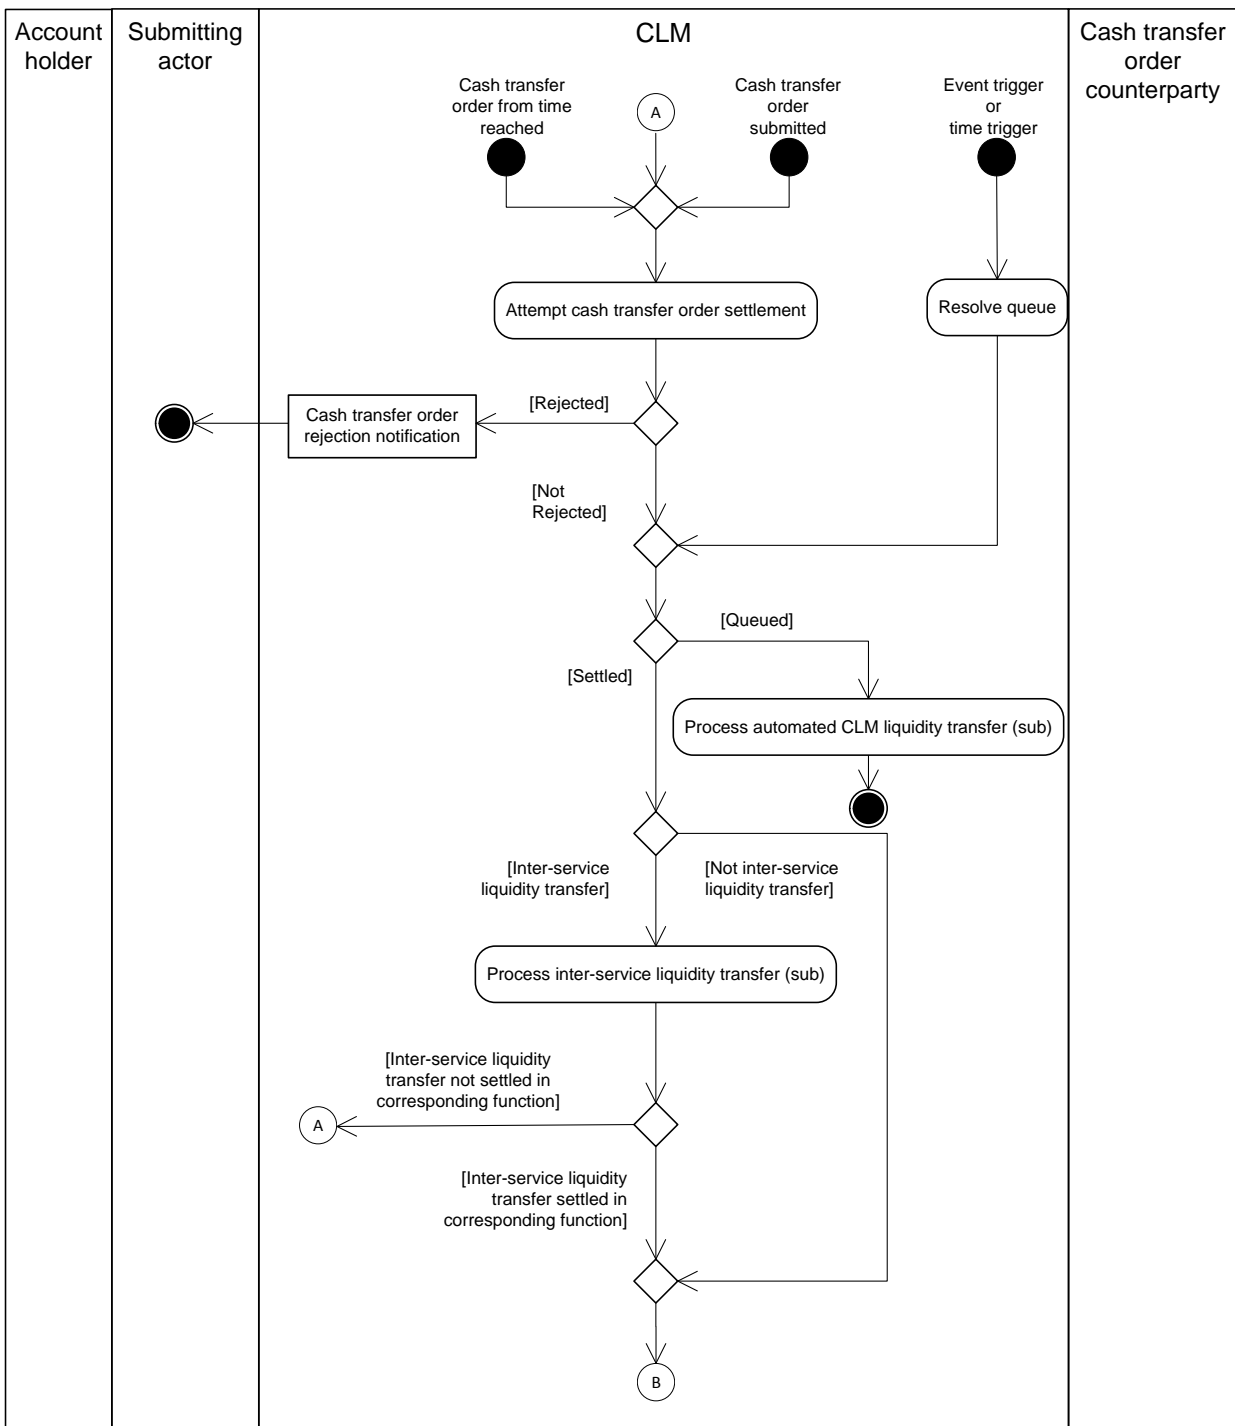 Account
holder
Submitting
actor
CLM
Cash transfer
order
counterparty
Cash transfer
order from time
reached
A
Cash transfer
order
submitted
Event trigger
or
time trigger
Attempt cash transfer order settlement
Resolve queue
[Rejected]
Cash transfer order
rejection notification
[Not
Rejected]
[Queued]
[Settled]
Process automated CLM liquidity transfer (sub)
[Inter-service
liquidity transfer]
[Not inter-service
liquidity transfer]
Process inter-service liquidity transfer (sub)
[Inter-service liquidity
transfer not settled in
corresponding function]
A
[Inter-service liquidity
transfer settled in
corresponding function]
B